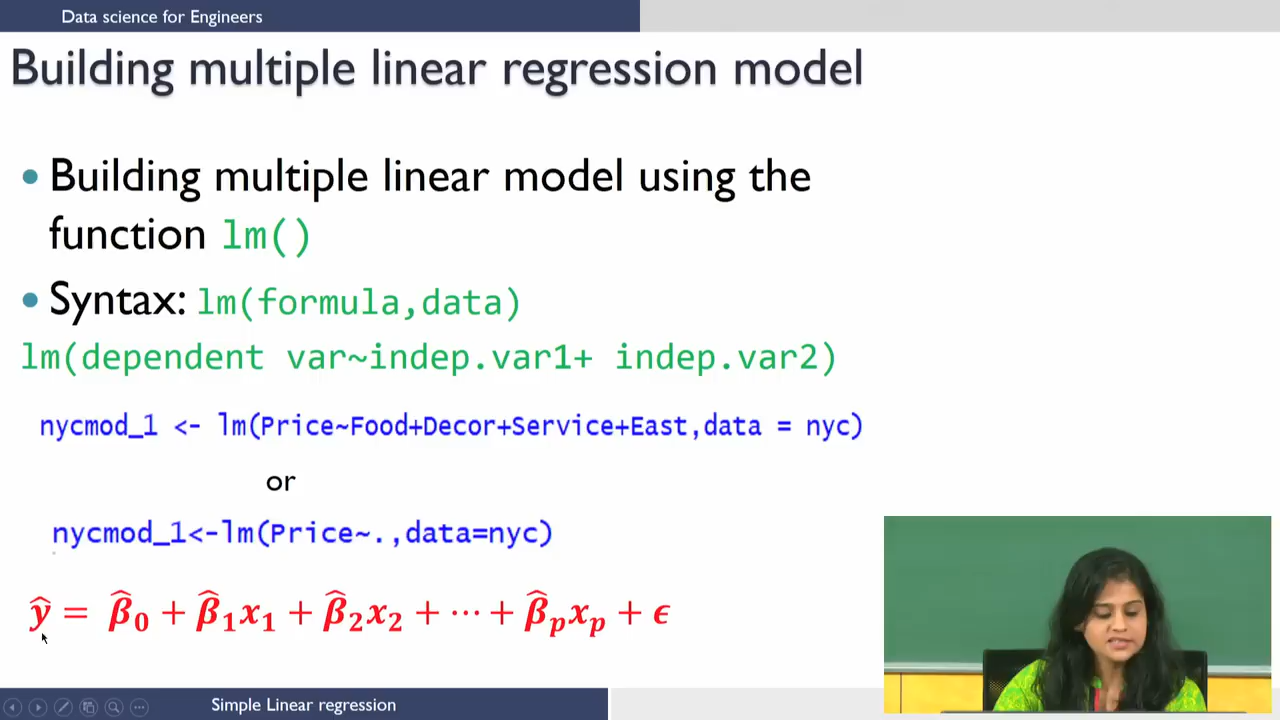 Data science for Engineers
Building multiple linear regression model
• Building multiple linear model using the
function lm()
• Syntax: lm(formula,data)
lm(dependent var~indep.var1+ indep.var2)
nycmod_1 <- lm(Price~Food+Decor+Service+East,data = nyc)
or
nycmod_1<-lm(Price~.,data=nyc)
ŷ = β̂₀ + β̂₁x₁ + β̂₂x₂ + ⋯ + β̂ₚxₚ + ϵ
Simple Linear regression